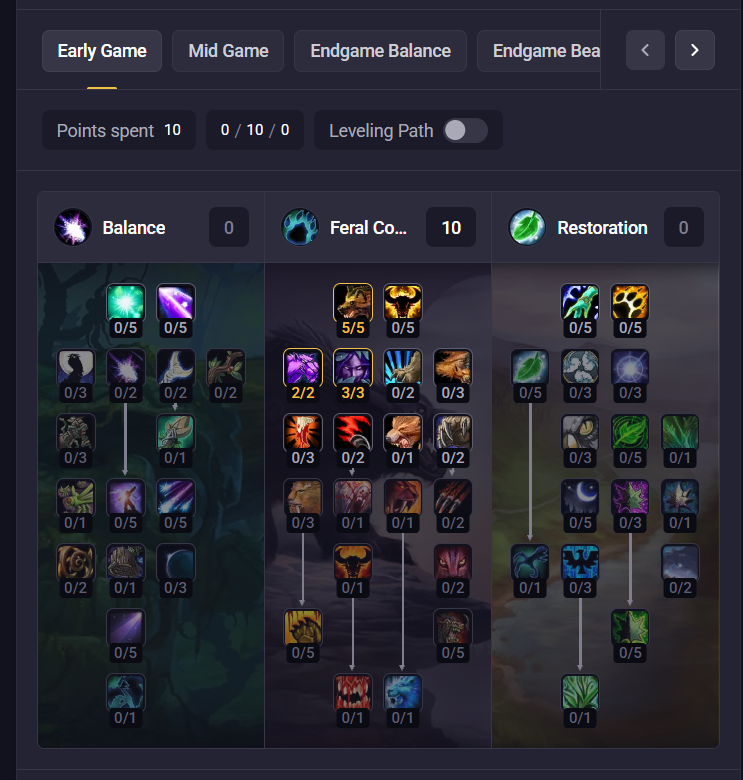 Early Game Mid Game Endgame Balance Endgame Bea
Points spent 10 0 / 10 / 0 Leveling Path
Balance 0 Feral Co... 10 Restoration 0
0/5 0/5 5/5 0/5 0/5 0/5
0/3 0/2 0/2 0/2 2/2 3/3 0/2 0/3 0/5 0/3 0/3
0/3 0/1 0/3 0/2 0/1 0/2 0/3 0/5 0/1
0/1 0/5 0/5 0/3 0/1 0/1 0/2 0/5 0/3 0/1
0/2 0/1 0/3 0/1 0/2 0/1 0/3 0/2
0/5 0/5 0/5 0/5
0/1 0/1 0/1 0/1